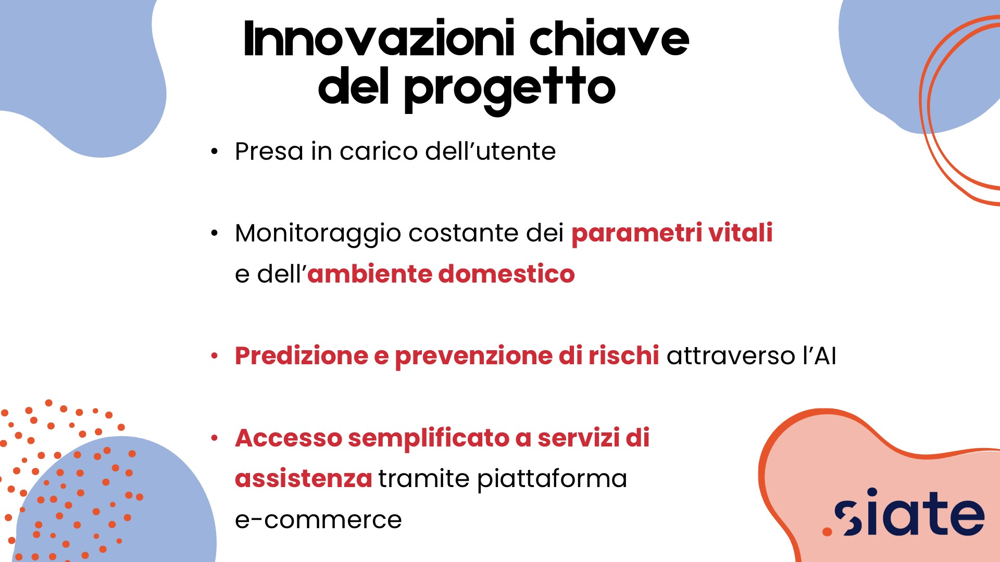 Innovazioni chiave
del progetto
• Presa in carico dell’utente
• Monitoraggio costante dei parametri vitali
e dell’ambiente domestico
• Predizione e prevenzione di rischi attraverso l’AI
• Accesso semplificato a servizi di
assistenza tramite piattaforma
e-commerce
.siate